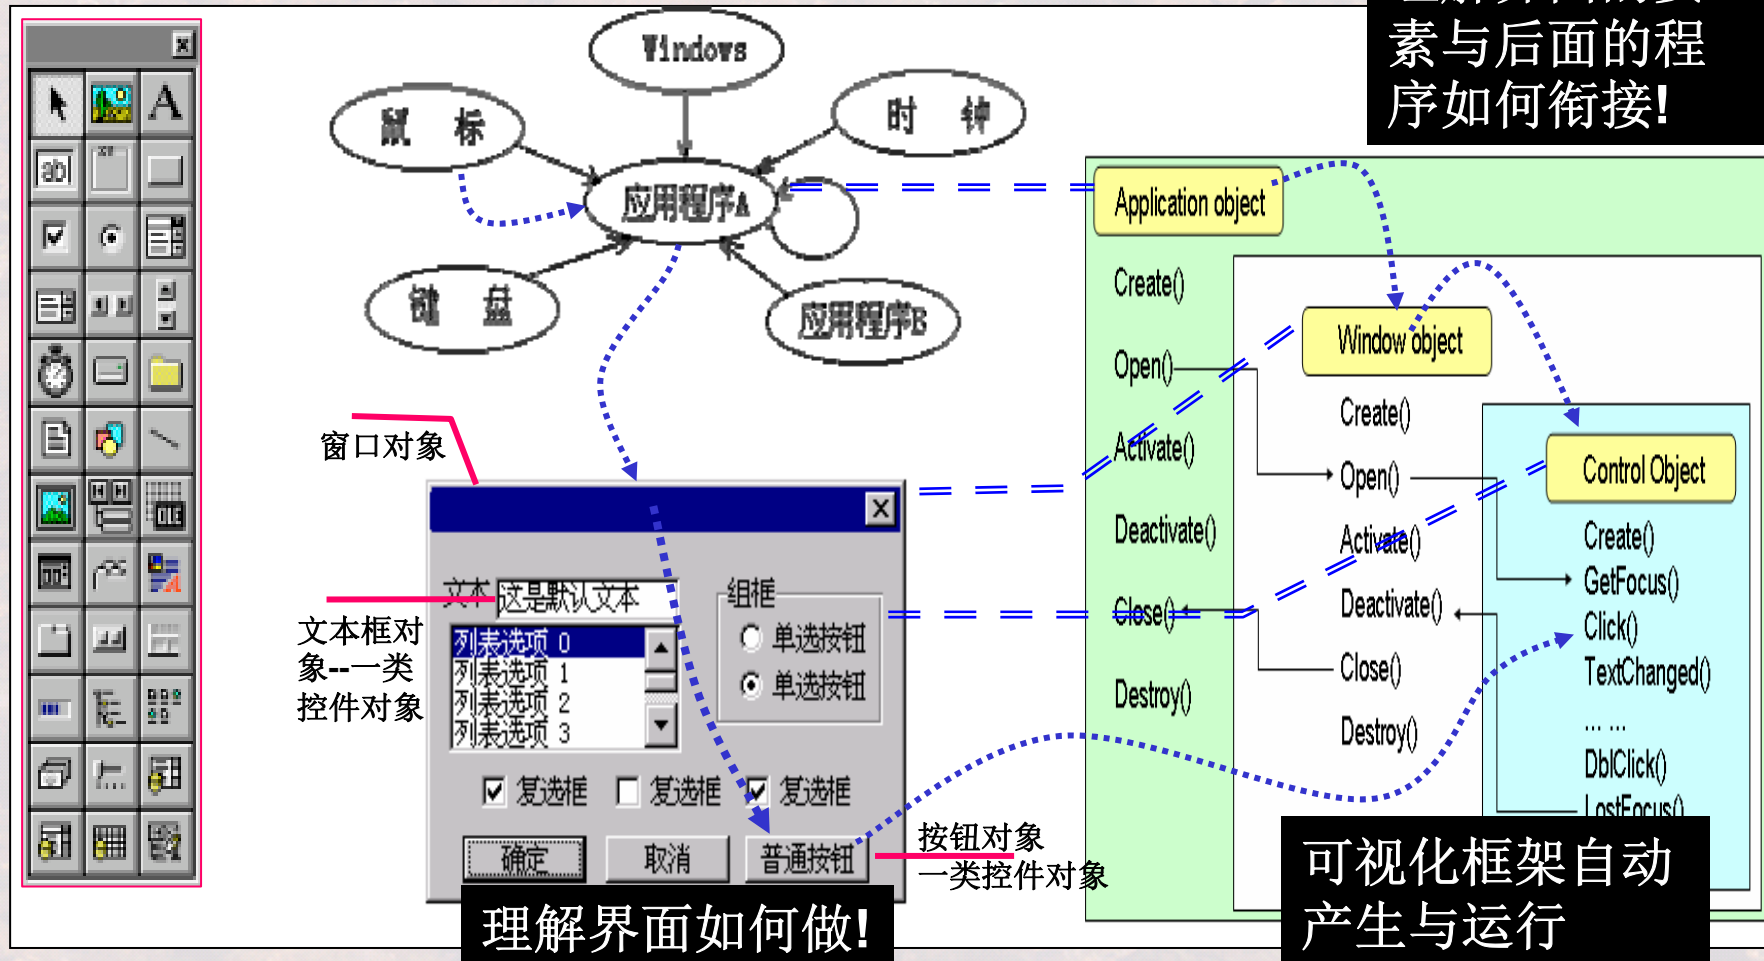 素与后面的程
序如何衔接!
Windows
鼠 标
时 钟
应用程序A
键 盘
应用程序B
A
ab
Application object
Create()
Open()
Activate()
Deactivate()
Close()
Destroy()
Window object
Create()
Open()
Activate()
Deactivate()
Close()
Destroy()
Control Object
Create()
GetFocus()
Click()
TextChanged()
... ...
DblClick()
LostFocus()
窗口对象
文本框对
象--一类
控件对象
文本 这是默认文本
列表选项 0
列表选项 1
列表选项 2
列表选项 3
组框
单选按钮
单选按钮
复选框 复选框 复选框
确定 取消 普通按钮
按钮对象
一类控件对象
理解界面如何做!
可视化框架自动
产生与运行